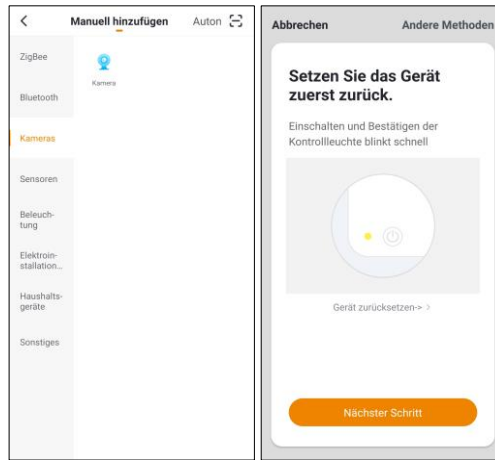 Manuell hinzufügen
Auton
ZigBee
Bluetooth
Kameras
Sensoren
Beleuch-
tung
Elektroin-
stallation...
Haushalts-
geräte
Sonstiges
Kamera
Abbrechen
Andere Methoden
Setzen Sie das Gerät
zuerst zurück.
Einschalten und Bestätigen der
Kontrollleuchte blinkt schnell
Gerät zurücksetzen-> >
Nächster Schritt